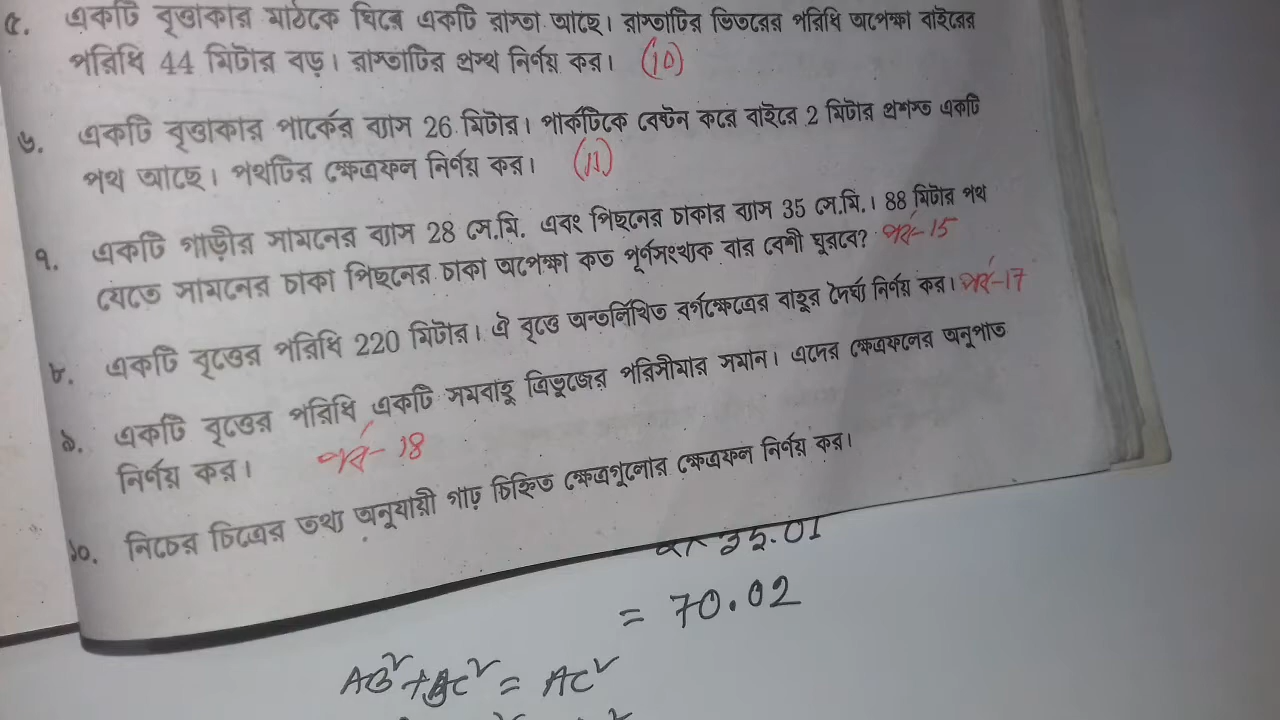 ৫. একটি বৃত্তাকার মাঠকে ঘিরে একটি রাস্তা আছে। রাস্তাটির ভিতরের পরিধি অপেক্ষা বাইরের
পরিধি 44 মিটার বড়। রাস্তাটির প্রস্থ নির্ণয় কর। (10)
৬. একটি বৃত্তাকার পার্কের ব্যাস 26 মিটার। পার্কটিকে বেষ্টন করে বাইরে 2 মিটার প্রশস্ত একটি
পথ আছে। পথটির ক্ষেত্রফল নির্ণয় কর। (11)
৭. একটি গাড়ীর সামনের ব্যাস 28 সে.মি. এবং পিছনের চাকার ব্যাস 35 সে.মি.। 88 মিটার পথ
যেতে সামনের চাকা পিছনের চাকা অপেক্ষা কত পূর্ণসংখ্যক বার বেশী ঘুরবে? 15
৮. একটি বৃত্তের পরিধি 220 মিটার। ঐ বৃত্তে অন্তর্লিখিত বর্গক্ষেত্রের বাহুর দৈর্ঘ্য নির্ণয় কর। 17
৯. একটি বৃত্তের পরিধি একটি সমবাহু ত্রিভুজের পরিসীমার সমান। এদের ক্ষেত্রফলের অনুপাত
নির্ণয় কর। 18
১০. নিচের চিত্রের তথ্য অনুযায়ী গাঢ় চিহ্নিত ক্ষেত্রগুলোর ক্ষেত্রফল নির্ণয় কর।
= 70.02
AB² + BC² = AC²